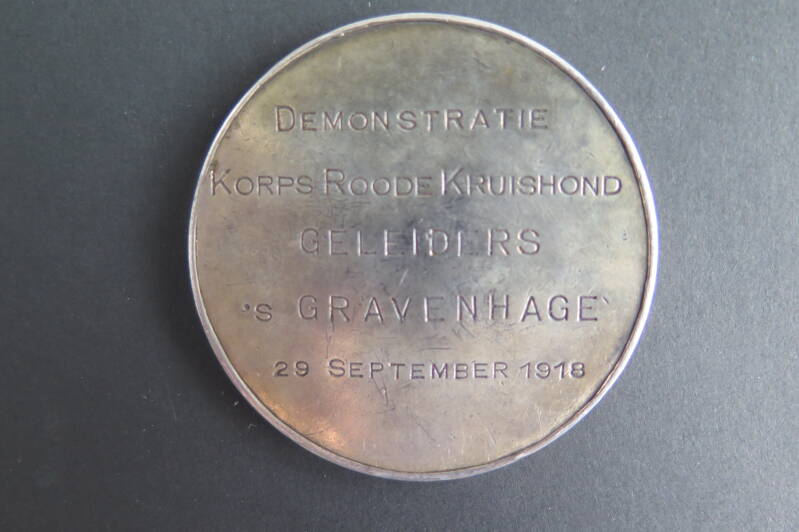 DEMONSTRATIE
KORPS ROODE KRUISHOND
GELEIDERS
's GRAVENHAGE
29 SEPTEMBER 1918